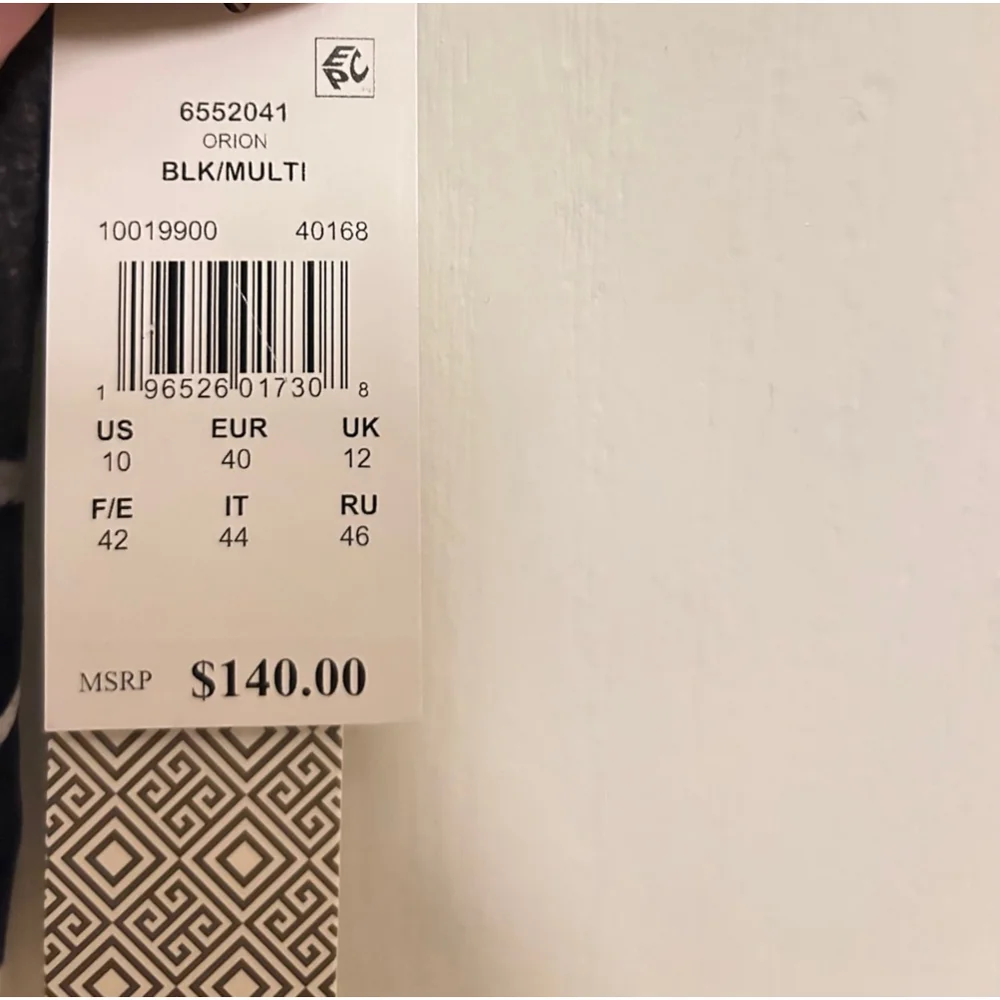 EPC
6552041
ORION
BLK/MULTI
10019900 40168
1 96526 01730 8
US EUR UK
10 40 12
F/E IT RU
42 44 46
MSRP $140.00